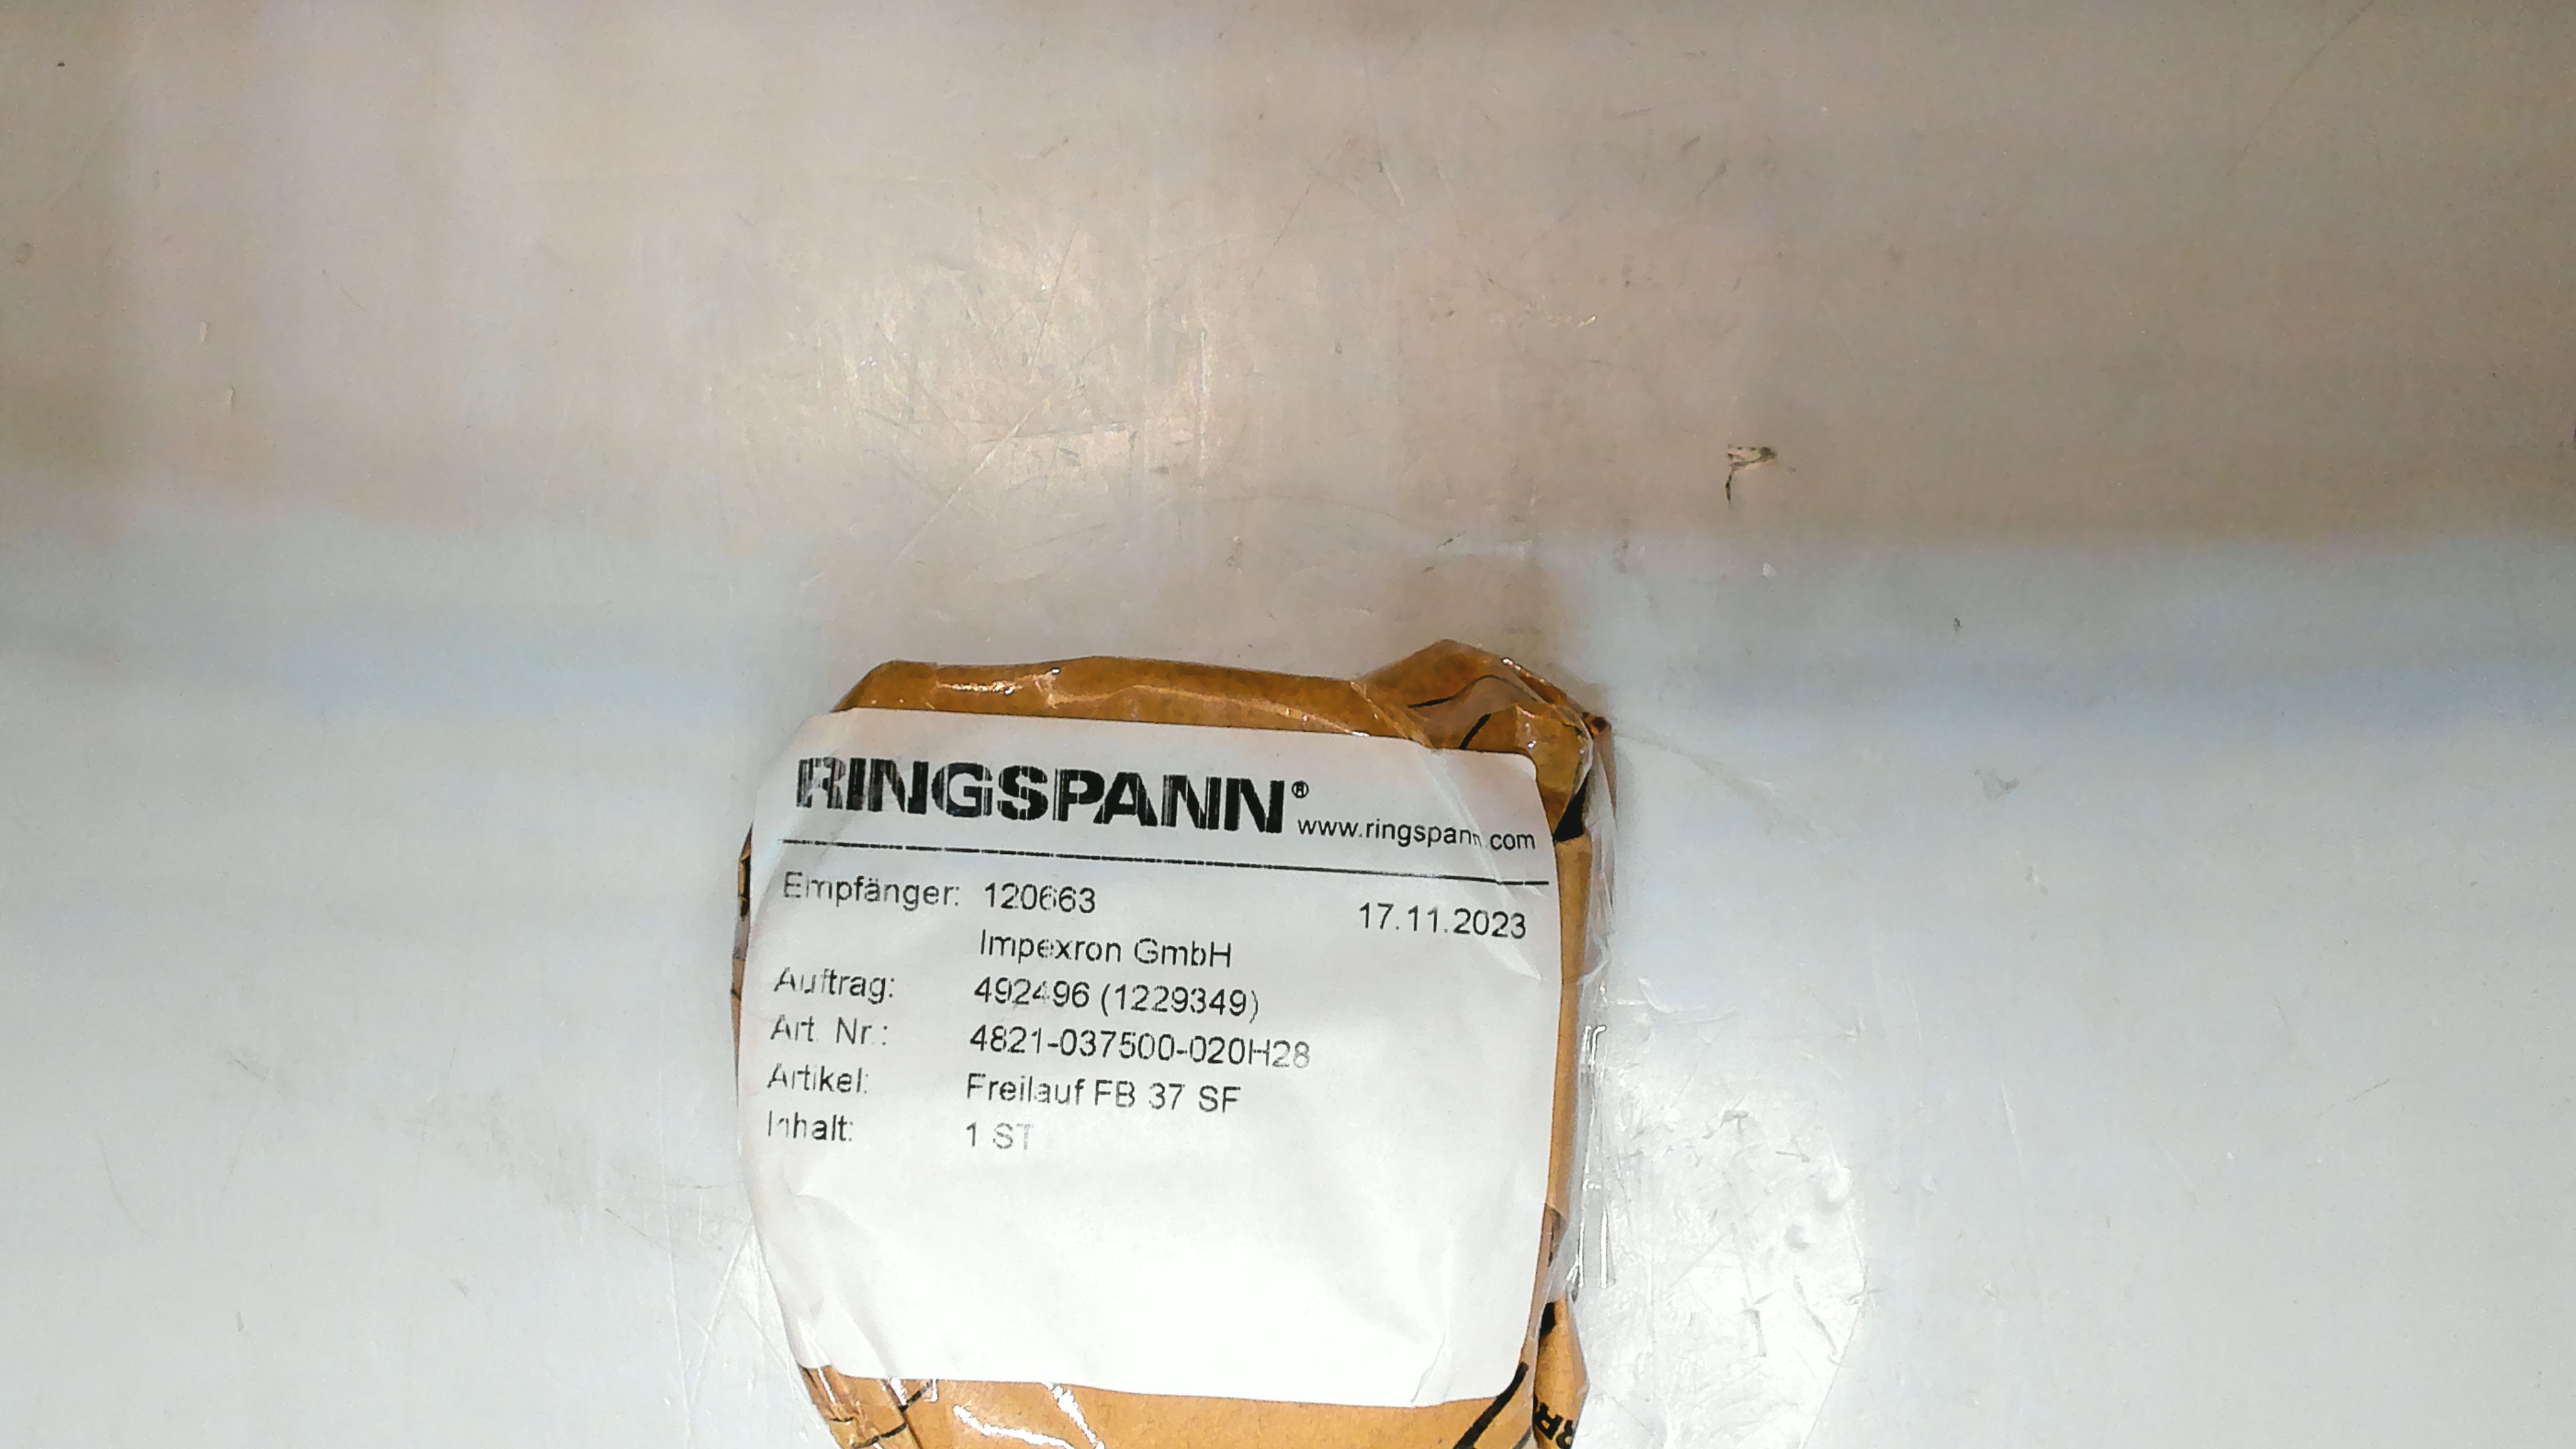 RINGSPANN®
www.ringspann.com
Empfänger: 120663 17.11.2023
Impexron GmbH
Auftrag: 492496 (1229349)
Art. Nr.: 4821-037500-020H28
Artikel: Freilauf FB 37 SF
Inhalt: 1 ST